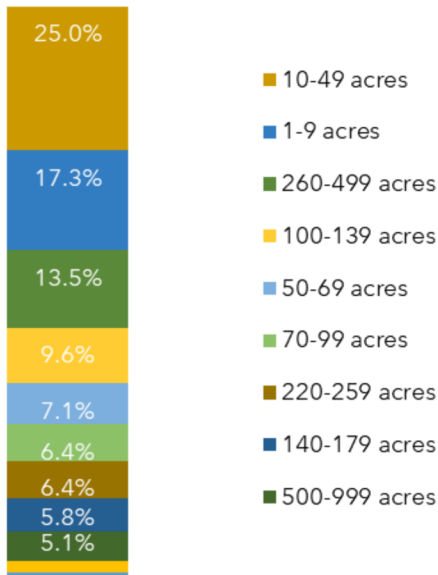 25.0%
10-49 acres
1-9 acres
17.3%
260-499 acres
13.5%
100-139 acres
9.6%
50-69 acres
70-99 acres
7.1%
220-259 acres
6.4%
6.4%
140-179 acres
5.8%
500-999 acres
5.1%